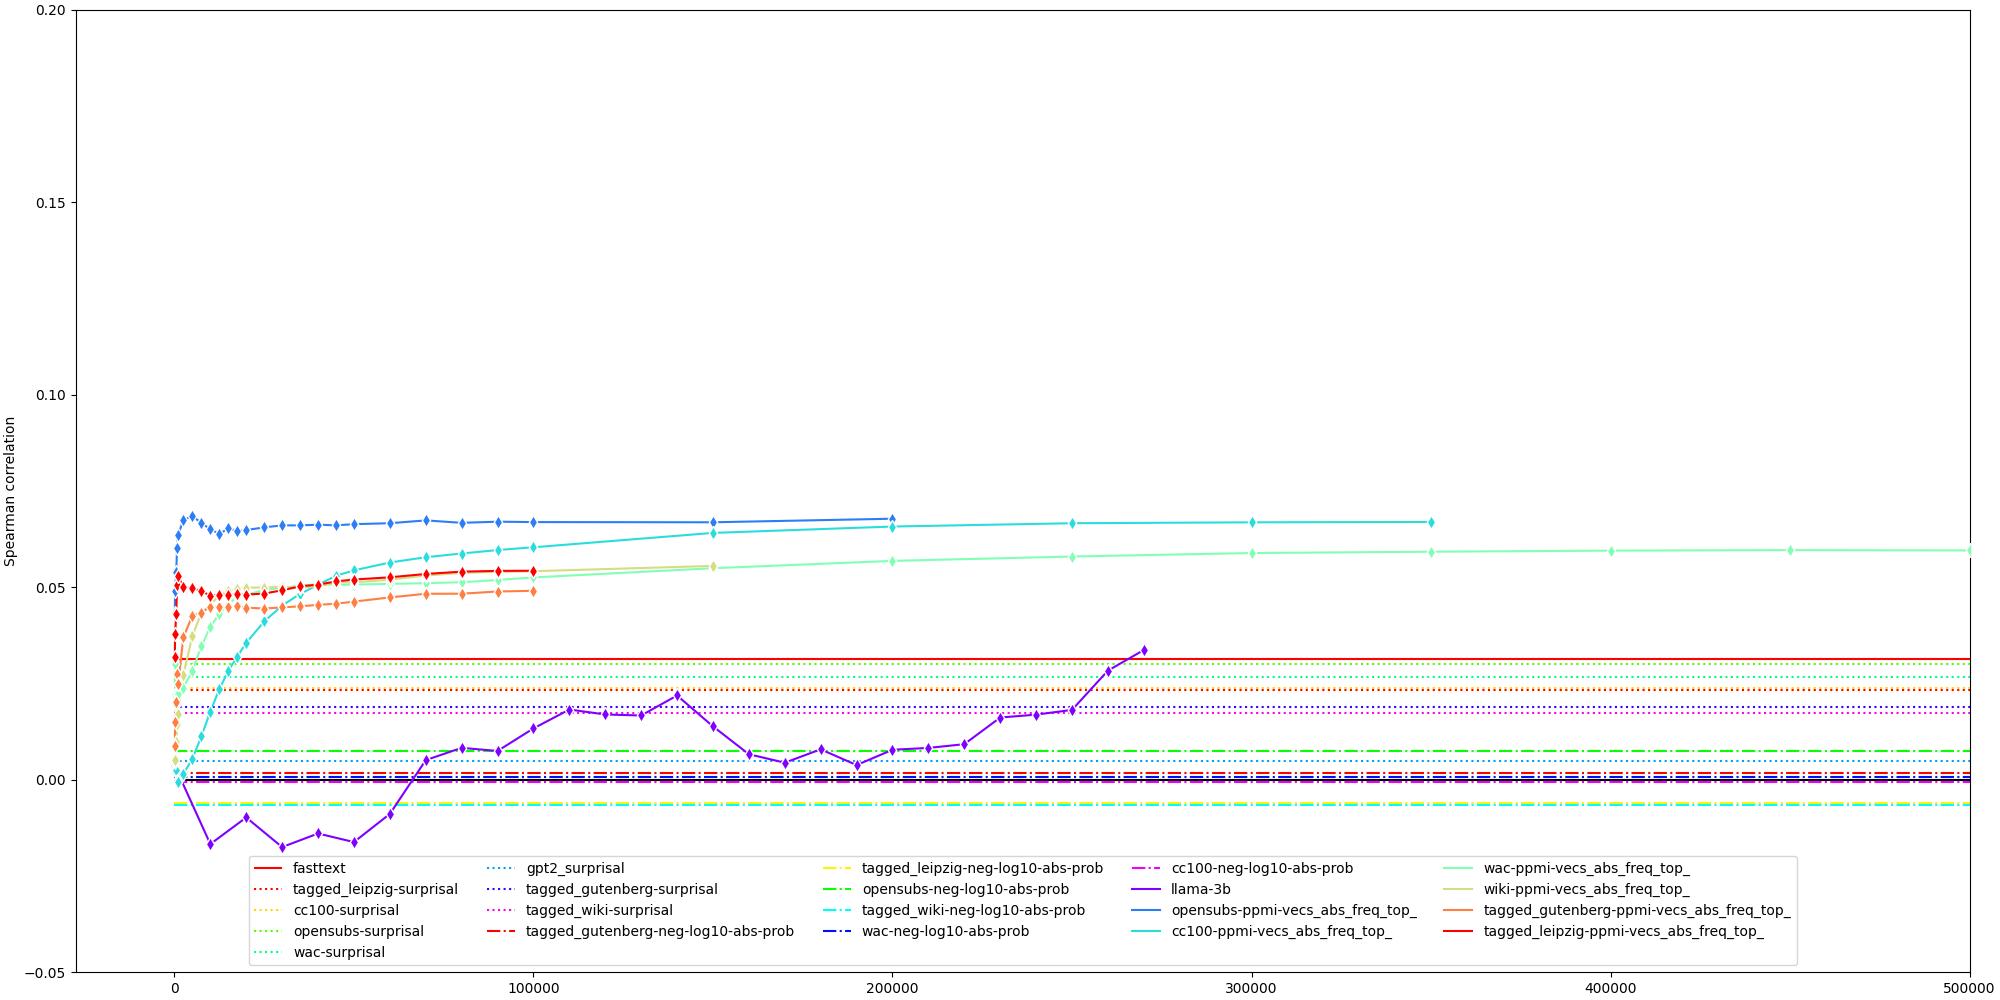 0.20
0.15
0.10
0.05
0.00
−0.05
Spearman correlation
0
100000
200000
300000
400000
500000
fasttext
tagged_leipzig-surprisal
cc100-surprisal
opensubs-surprisal
wac-surprisal
gpt2_surprisal
tagged_gutenberg-surprisal
tagged_wiki-surprisal
tagged_gutenberg-neg-log10-abs-prob
tagged_leipzig-neg-log10-abs-prob
opensubs-neg-log10-abs-prob
tagged_wiki-neg-log10-abs-prob
wac-neg-log10-abs-prob
cc100-neg-log10-abs-prob
llama-3b
opensubs-ppmi-vecs_abs_freq_top_
cc100-ppmi-vecs_abs_freq_top_
wac-ppmi-vecs_abs_freq_top_
wiki-ppmi-vecs_abs_freq_top_
tagged_gutenberg-ppmi-vecs_abs_freq_top_
tagged_leipzig-ppmi-vecs_abs_freq_top_